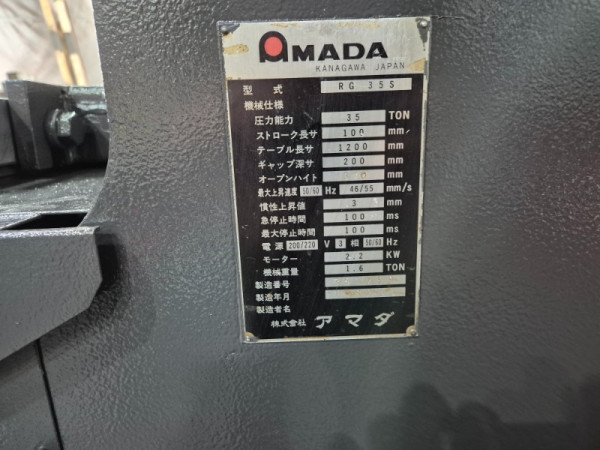 AMADA
KANAGAWA JAPAN
型式 RG 35S
機械仕様
圧力能力 35 TON
ストローク長サ 100 mm
テーブル長サ 1200 mm
ギャップ深サ 200 mm
オープンハイト mm
最大上昇速度 50/60 Hz 46/55 mm/s
慣性上昇値 3 mm
急停止時間 100 ms
最大停止時間 100 ms
電源 200/220 V 3 相 50/60 Hz
モーター 2.2 KW
機械重量 1.6 TON
製造番号
製造年月
製造者名
株式会社 アマダ